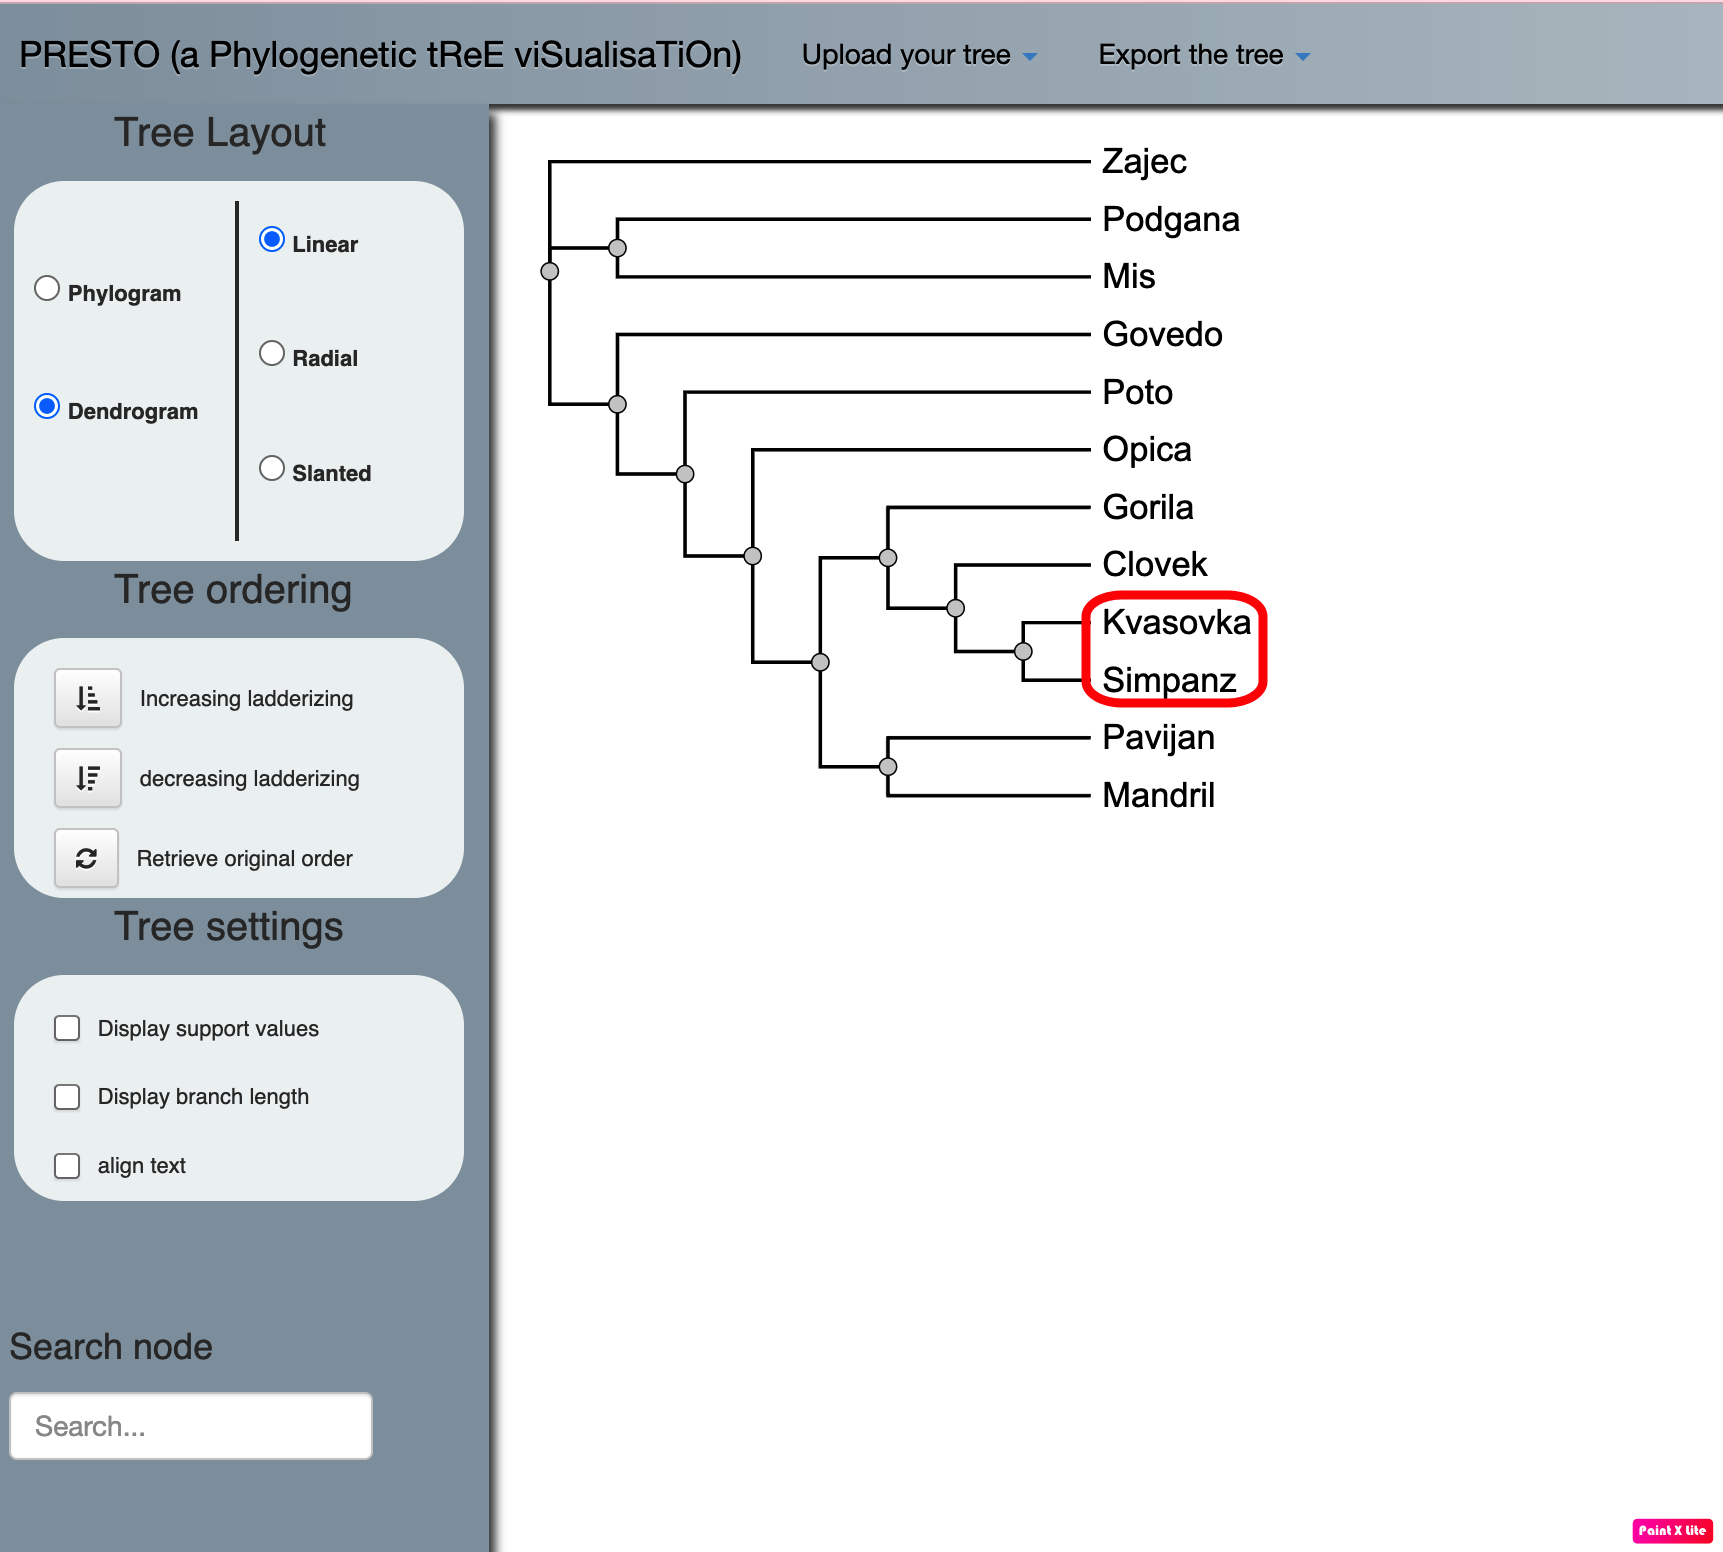 PRESTO (a Phylogenetic tReE viSualisaTiOn) Upload your tree Export the tree
Tree Layout
Linear
Phylogram
Radial
Dendrogram
Slanted
Tree ordering
Increasing ladderizing
decreasing ladderizing
Retrieve original order
Tree settings
Display support values
Display branch length
align text
Search node
Search...
Zajec
Podgana
Mis
Govedo
Poto
Opica
Gorila
Clovek
Kvasovka
Simpanz
Pavijan
Mandril
Paint X Lite